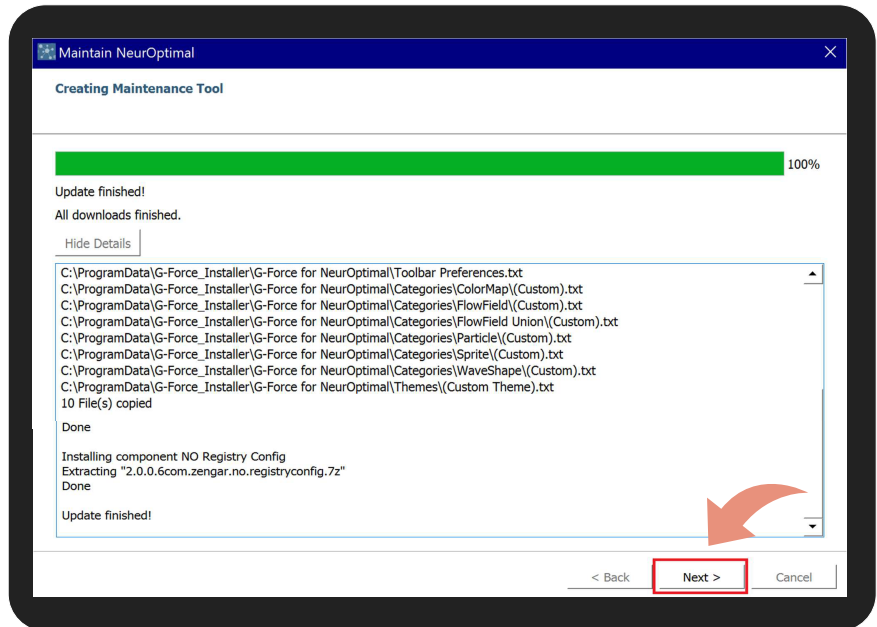 Maintain NeurOptimal
Creating Maintenance Tool
100%
Update finished!
All downloads finished.
Hide Details
C:\ProgramData\G-Force_Installer\G-Force for NeurOptimal\Toolbar Preferences.txt
C:\ProgramData\G-Force_Installer\G-Force for NeurOptimal\Categories\ColorMap\(Custom).txt
C:\ProgramData\G-Force_Installer\G-Force for NeurOptimal\Categories\FlowField\(Custom).txt
C:\ProgramData\G-Force_Installer\G-Force for NeurOptimal\Categories\FlowField Union\(Custom).txt
C:\ProgramData\G-Force_Installer\G-Force for NeurOptimal\Categories\Particle\(Custom).txt
C:\ProgramData\G-Force_Installer\G-Force for NeurOptimal\Categories\Sprite\(Custom).txt
C:\ProgramData\G-Force_Installer\G-Force for NeurOptimal\Categories\WaveShape\(Custom).txt
C:\ProgramData\G-Force_Installer\G-Force for NeurOptimal\Themes\(Custom Theme).txt
10 File(s) copied
Done
Installing component NO Registry Config
Extracting "2.0.0.6com.zengar.no.registryconfig.7z"
Done
Update finished!
< Back Next > Cancel